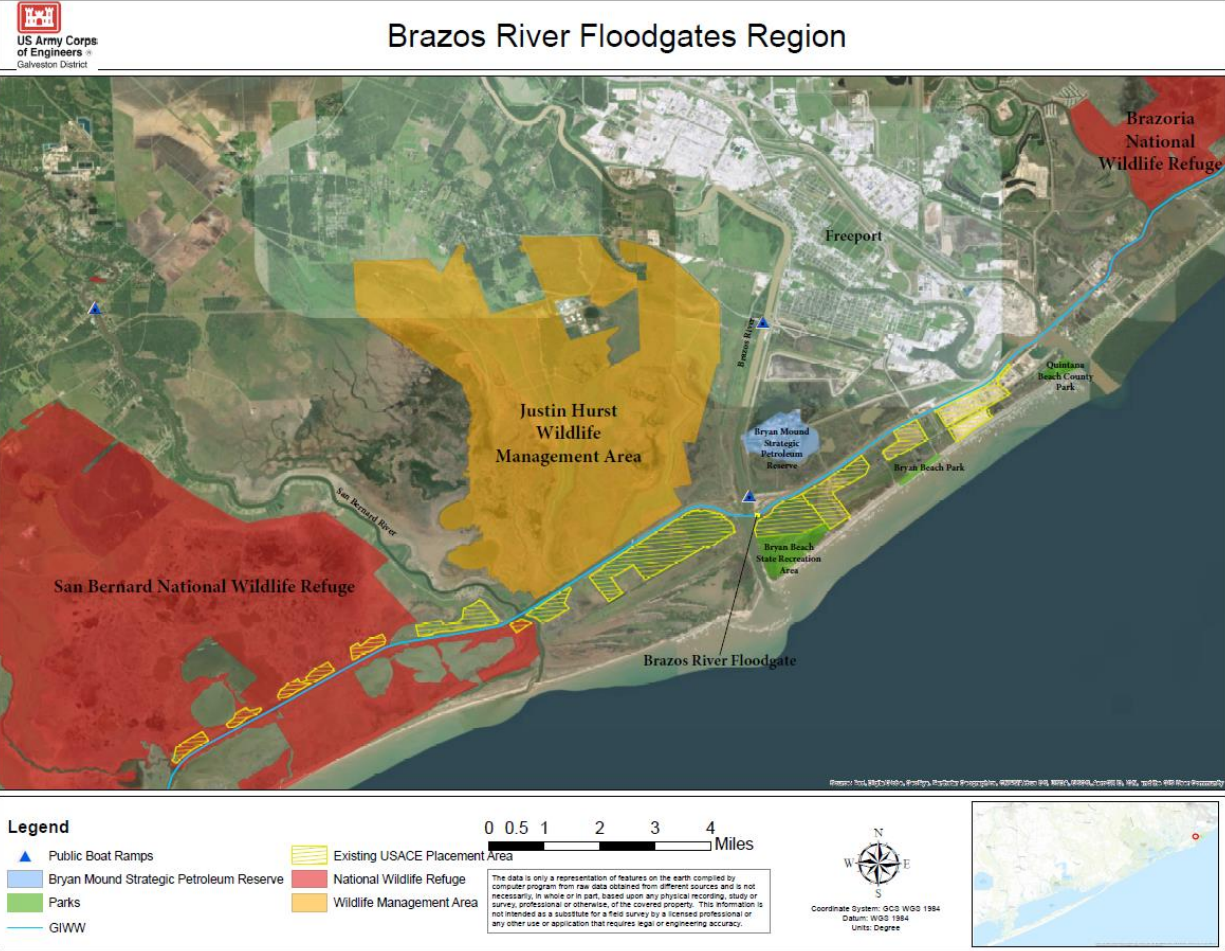 US Army Corps
of Engineers
Galveston District
Brazos River Floodgates Region
Brazoria
National
Wildlife Refuge
Freeport
Brazos River
Quintana
Beach County
Park
Justin Hurst
Wildlife
Management Area
Bryan Mound
Strategic
Petroleum
Reserve
Bryan Beach Park
San Bernard River
Bryan Beach
State Recreation
Area
San Bernard National Wildlife Refuge
Brazos River Floodgate
Legend
Public Boat Ramps
Bryan Mound Strategic Petroleum Reserve
Parks
GIWW
Existing USACE Placement Area
National Wildlife Refuge
Wildlife Management Area
0 0.5 1 2 3 4
Miles
The data is only a representation of features on the earth compiled by
computer program from raw data obtained from different sources and is not
necessarily, in whole or in part, based upon any physical recording, study or
survey, professional or otherwise, of the covered property. This information is
not intended as a substitute for a field survey by a licensed professional or
any other use or application that requires legal or engineering accuracy.
N
W E
S
Coordinate System: GCS WGS 1984
Datum: WGS 1984
Units: Degree